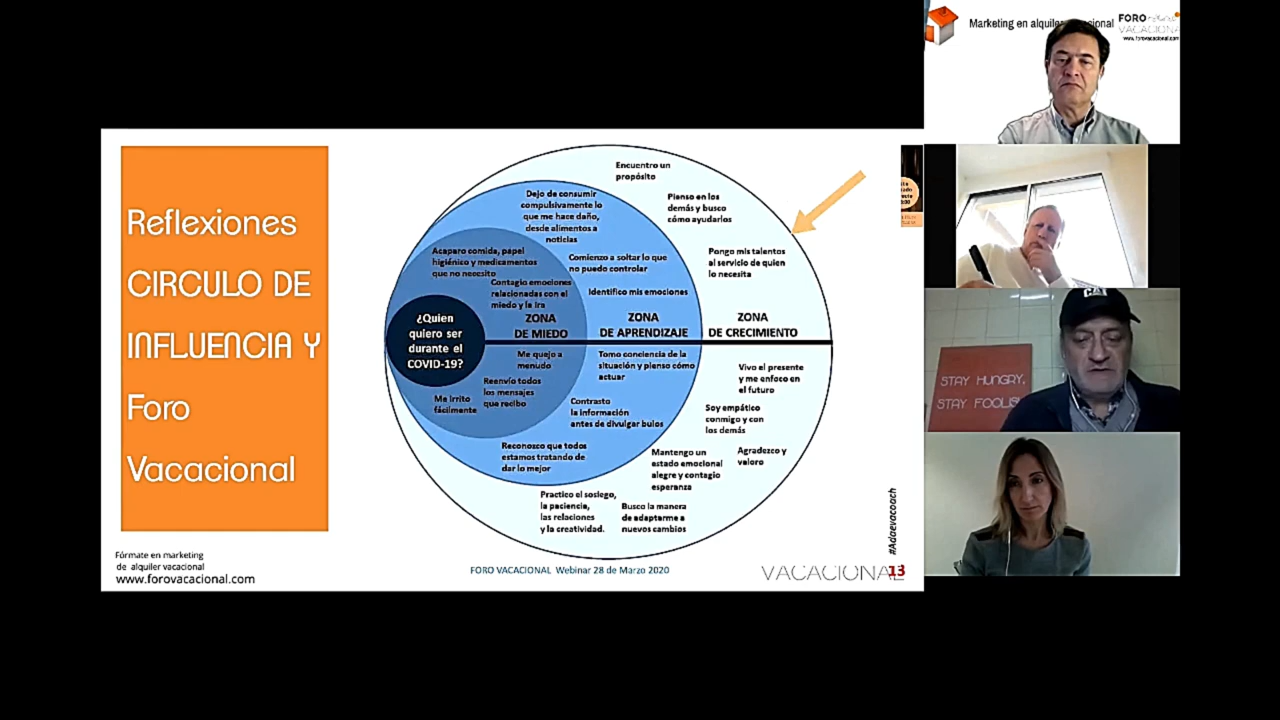 Reflexiones
CIRCULO DE
INFLUENCIA Y
Foro
Vacacional
Fórmate en marketing
de alquiler vacacional
www.forovacacional.com
Encuentro un
propósito
Pienso en los
demás y busco
cómo ayudarlos
Pongo mis talentos
al servicio de quien
lo necesita
Dejo de consumir
compulsivamente lo
que me hace daño,
desde alimentos a
noticias
Comienzo a soltar lo que
no puedo controlar
Identifico mis emociones
Acaparo comida, papel
higiénico y medicamentos
que no necesito
Contagio emociones
relacionadas con el
miedo y la ira
¿Quien
quiero ser
durante el
COVID-19?
ZONA
DE MIEDO
ZONA
DE APRENDIZAJE
ZONA
DE CRECIMIENTO
Me quejo a
menudo
Reenvío todos
los mensajes
que recibo
Me irrito
fácilmente
Tomo conciencia de la
situación y pienso cómo
actuar
Contrasto
la información
antes de divulgar bulos
Reconozco que todos
estamos tratando de
dar lo mejor
Vivo el presente
y me enfoco en
el futuro
Soy empático
conmigo y con
los demás
Agradezco y
valoro
Mantengo un
estado emocional
alegre y contagio
esperanza
Practico el sosiego,
la paciencia,
las relaciones
y la creatividad.
Busco la manera
de adaptarme a
nuevos cambios
#Adaevacoach
FORO VACACIONAL Webinar 28 de Marzo 2020
VACACIONAL
13
Marketing en alquiler vacacional
FORO
VACACIONAL
www.forovacacional.com
CAT
STAY HUNGRY,
STAY FOOLISH